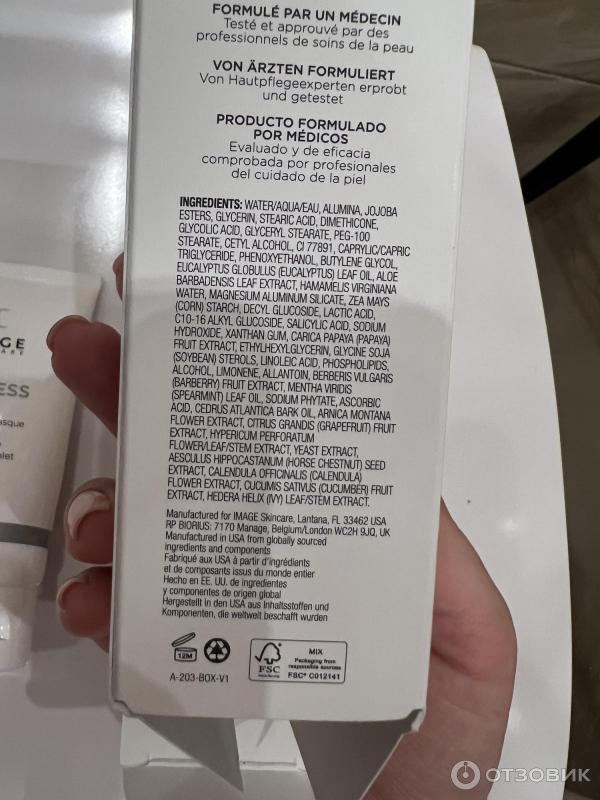 FORMULÉ PAR UN MÉDECIN
Testé et approuvé par des
professionnels de soins de la peau
VON ÄRZTEN FORMULIERT
Von Hautpflegeexperten erprobt
und getestet
PRODUCTO FORMULADO
POR MÉDICOS
Evaluado y de eficacia
comprobada por profesionales
del cuidado de la piel
INGREDIENTS: WATER/AQUA/EAU, ALUMINA, JOJOBA
ESTERS, GLYCERIN, STEARIC ACID, DIMETHICONE,
GLYCOLIC ACID, GLYCERYL STEARATE, PEG-100
STEARATE, CETYL ALCOHOL, CI 77891, CAPRYLIC/CAPRIC
TRIGLYCERIDE, PHENOXYETHANOL, BUTYLENE GLYCOL,
EUCALYPTUS GLOBULUS (EUCALYPTUS) LEAF OIL, ALOE
BARBADENSIS LEAF EXTRACT, HAMAMELIS VIRGINIANA
WATER, MAGNESIUM ALUMINUM SILICATE, ZEA MAYS
(CORN) STARCH, DECYL GLUCOSIDE, LACTIC ACID,
C10-16 ALKYL GLUCOSIDE, SALICYLIC ACID, SODIUM
HYDROXIDE, XANTHAN GUM, CARICA PAPAYA (PAPAYA)
FRUIT EXTRACT, ETHYLHEXYLGLYCERIN, GLYCINE SOJA
(SOYBEAN) STEROLS, LINOLEIC ACID, PHOSPHOLIPIDS,
ALCOHOL, LIMONENE, ALLANTOIN, BERBERIS VULGARIS
(BARBERRY) FRUIT EXTRACT, MENTHA VIRIDIS
(SPEARMINT) LEAF OIL, SODIUM PHYTATE, ASCORBIC
ACID, CEDRUS ATLANTICA BARK OIL, ARNICA MONTANA
FLOWER EXTRACT, CITRUS GRANDIS (GRAPEFRUIT) FRUIT
EXTRACT, HYPERICUM PERFORATUM
FLOWER/LEAF/STEM EXTRACT, YEAST EXTRACT,
AESCULUS HIPPOCASTANUM (HORSE CHESTNUT) SEED
EXTRACT, CALENDULA OFFICINALIS (CALENDULA)
FLOWER EXTRACT, CUCUMIS SATIVUS (CUCUMBER) FRUIT
EXTRACT, HEDERA HELIX (IVY) LEAF/STEM EXTRACT.
Manufactured for IMAGE Skincare, Lantana, FL 33462 USA
RP BIORIUS: 7170 Manage, Belgium/London WC2H 9JQ, UK
Manufactured in USA from globally sourced
ingredients and components
Fabriqué aux USA à partir d'ingrédients
et de composants issus du monde entier
Hecho en EE. UU. de ingredientes
y componentes de origen global
Hergestellt in den USA aus Inhaltsstoffen und
Komponenten, die weltweit beschafft wurden
12M
A-203-BOX-V1
FSC
MIX
Packaging from
responsible sources
FSC® C012141
GE
ESS
asque
let
ОТЗОВИК